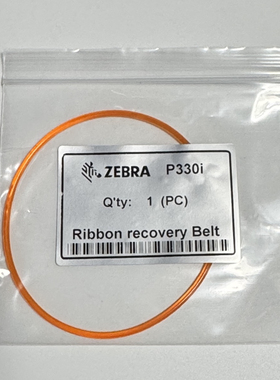 ZEBRA P330i
Q'ty: 1 (PC)
Ribbon recovery Belt